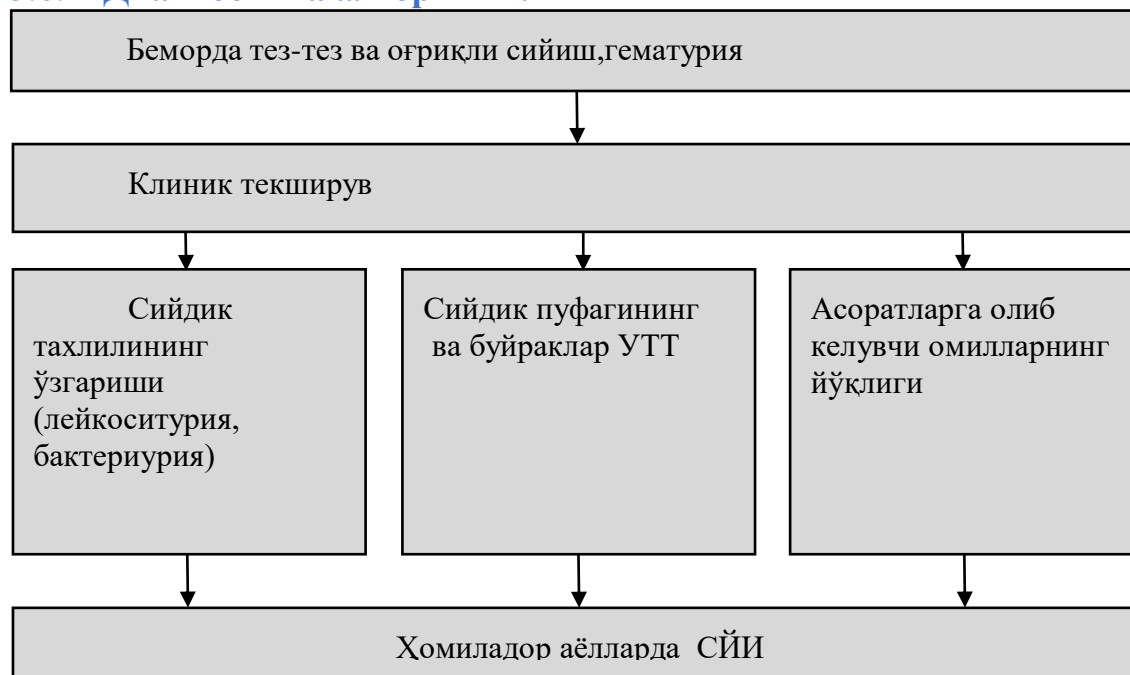 Беморда тез-тез ва оғриқли сийиш,гематурия
Клиник текширув
Сийдик
тахлилининг
ўзгариши
(лейкоситурия,
бактериурия)
Сийдик пуфагининг
ва буйраклар УТТ
Асоратларга олиб
келувчи омилларнинг
йўқлиги
Ҳомиладор аёлларда СЙИ